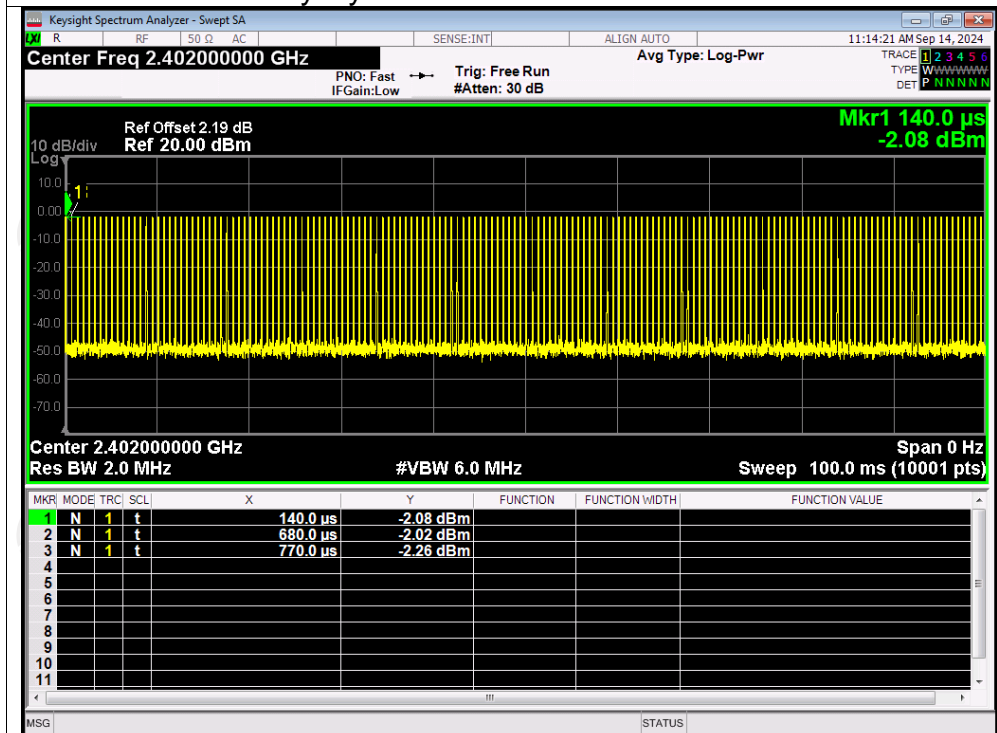 Keysight Spectrum Analyzer - Swept SA
LXI R RF 50 Ω AC SENSE:INT ALIGN AUTO 11:14:21 AM Sep 14, 2024
Center Freq 2.402000000 GHz Avg Type: Log-Pwr TRACE 1 2 3 4 5 6
PNO: Fast Trig: Free Run TYPE WWWWWW
IFGain:Low #Atten: 30 dB DET P N N N N N
Mkr1 140.0 µs
Ref Offset 2.19 dB
10 dB/div Ref 20.00 dBm -2.08 dBm
Log
10.0
1
0.00
-10.0
-20.0
-30.0
-40.0
-50.0
-60.0
-70.0
Center 2.402000000 GHz Span 0 Hz
Res BW 2.0 MHz #VBW 6.0 MHz Sweep 100.0 ms (10001 pts)
MKR MODE TRC SCL X Y FUNCTION FUNCTION WIDTH FUNCTION VALUE
1 N 1 t 140.0 µs -2.08 dBm
2 N 1 t 680.0 µs -2.02 dBm
3 N 1 t 770.0 µs -2.26 dBm
4
5
6
7
8
9
10
11
MSG STATUS